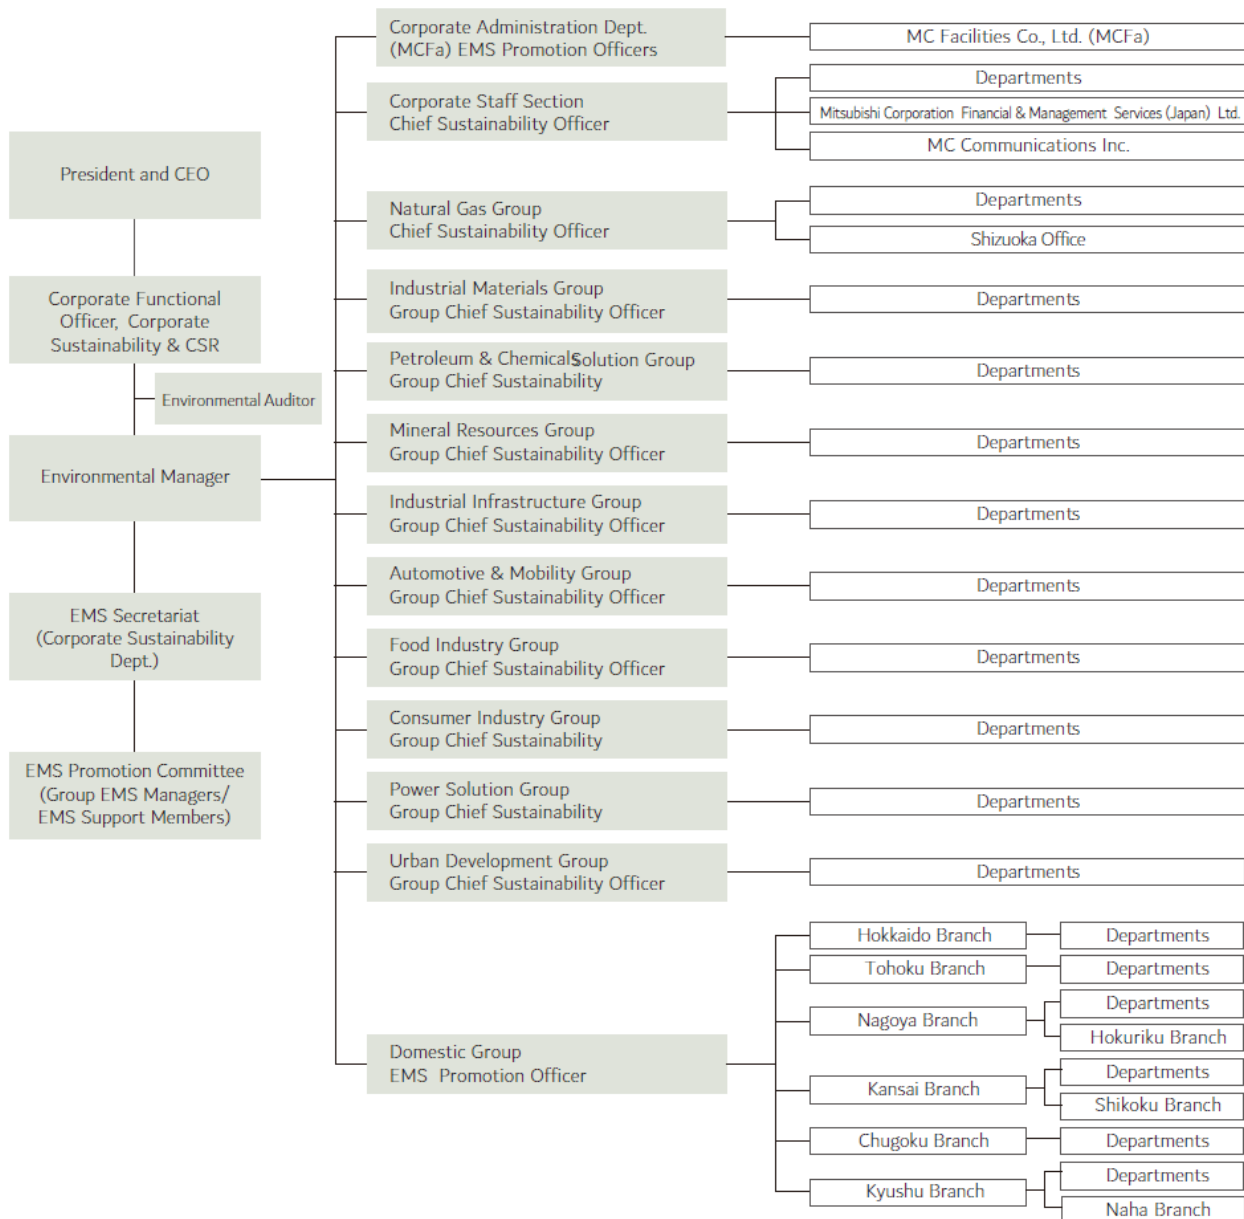 President and CEO
Corporate Functional
Officer, Corporate
Sustainability & CSR
Environmental Auditor
Environmental Manager
EMS Secretariat
(Corporate Sustainability
Dept.)
EMS Promotion Committee
(Group EMS Managers/
EMS Support Members)
Corporate Administration Dept.
(MCFa) EMS Promotion Officers
MC Facilities Co., Ltd. (MCFa)
Corporate Staff Section
Chief Sustainability Officer
Departments
Mitsubishi Corporation Financial & Management Services (Japan) Ltd.
MC Communications Inc.
Natural Gas Group
Chief Sustainability Officer
Departments
Shizuoka Office
Industrial Materials Group
Group Chief Sustainability Officer
Departments
Petroleum & Chemicals Solution Group
Group Chief Sustainability
Departments
Mineral Resources Group
Group Chief Sustainability Officer
Departments
Industrial Infrastructure Group
Group Chief Sustainability Officer
Departments
Automotive & Mobility Group
Group Chief Sustainability Officer
Departments
Food Industry Group
Group Chief Sustainability Officer
Departments
Consumer Industry Group
Group Chief Sustainability
Departments
Power Solution Group
Group Chief Sustainability
Departments
Urban Development Group
Group Chief Sustainability Officer
Departments
Domestic Group
EMS Promotion Officer
Hokkaido Branch
Departments
Tohoku Branch
Departments
Nagoya Branch
Departments
Hokuriku Branch
Kansai Branch
Departments
Shikoku Branch
Chugoku Branch
Departments
Kyushu Branch
Departments
Naha Branch